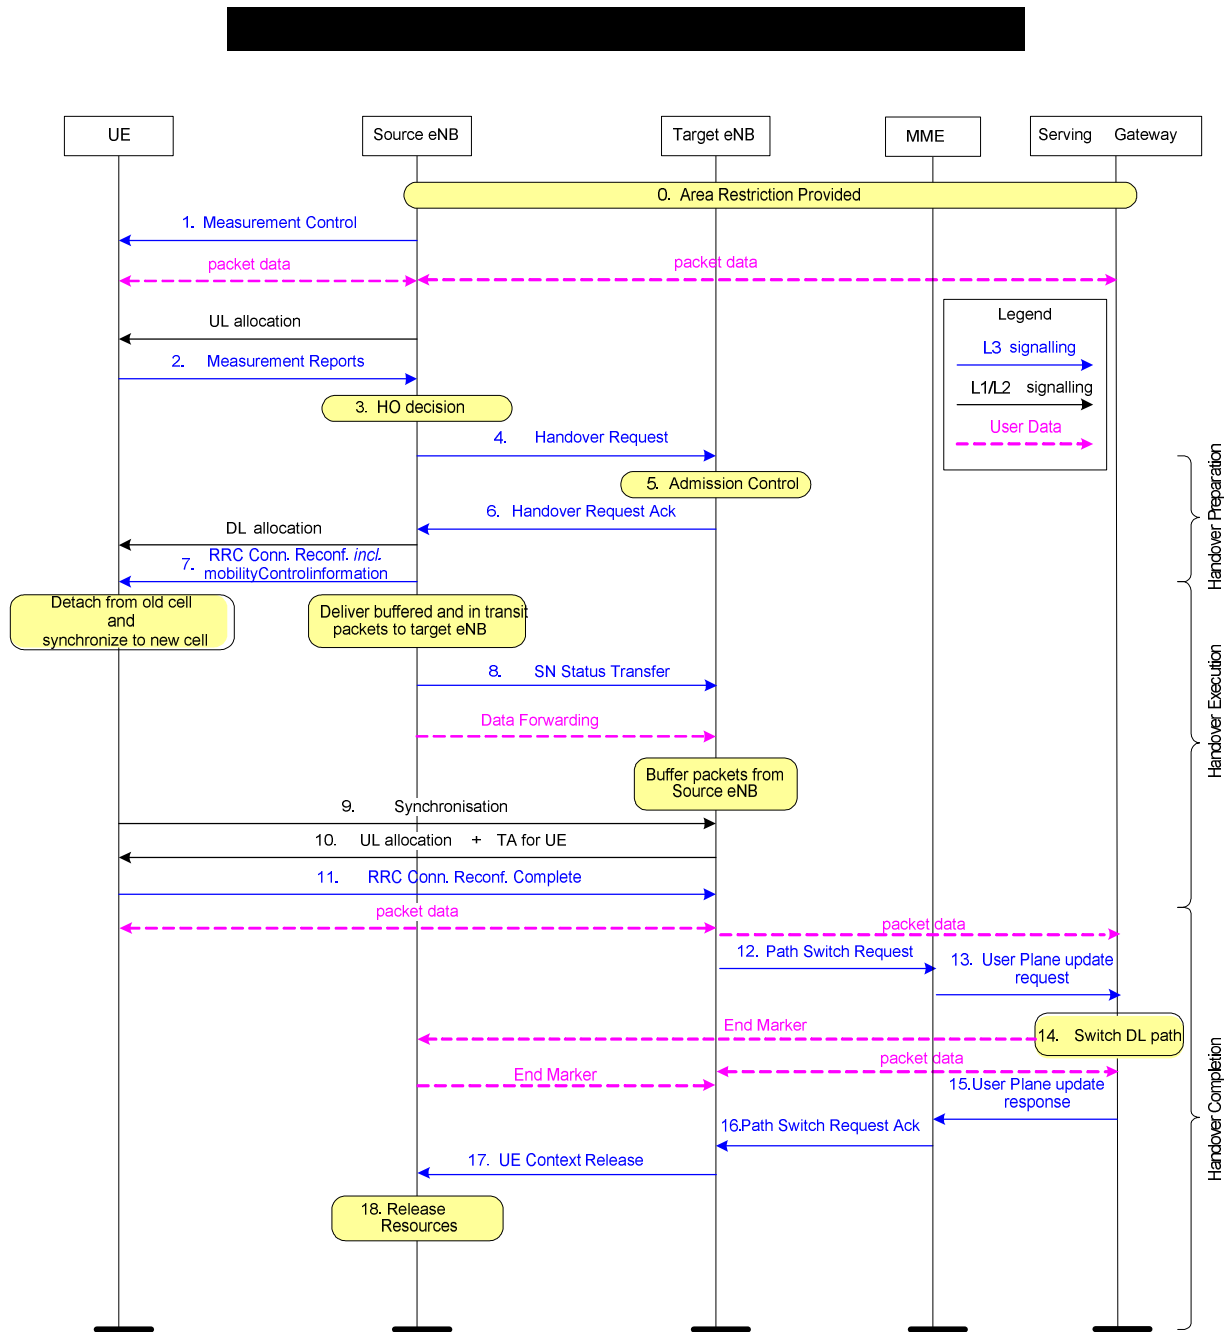 UE
Source eNB
Target eNB
MME
Serving Gateway
0. Area Restriction Provided
1. Measurement Control
packet data
packet data
Legend
UL allocation
L3 signalling
2. Measurement Reports
L1/L2 signalling
3. HO decision
User Data
4. Handover Request
5. Admission Control
6. Handover Request Ack
DL allocation
7. RRC Conn. Reconf. incl.
mobilityControlinformation
Handover Preparation
Detach from old cell
and
synchronize to new cell
Deliver buffered and in transit
packets to target eNB
8. SN Status Transfer
Data Forwarding
Handover Execution
Buffer packets from
Source eNB
9. Synchronisation
10. UL allocation + TA for UE
11. RRC Conn. Reconf. Complete
packet data
packet data
12. Path Switch Request
13. User Plane update
request
End Marker
14. Switch DL path
packet data
End Marker
15.User Plane update
response
16.Path Switch Request Ack
17. UE Context Release
Handover Completion
18. Release
Resources